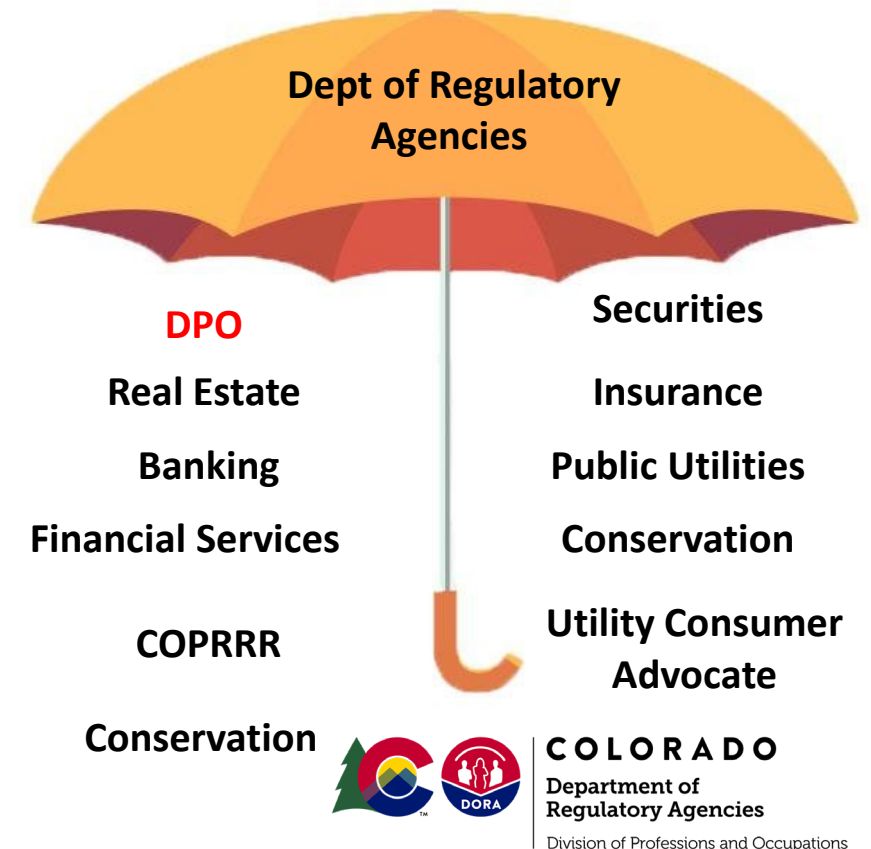 Dept of Regulatory
Agencies
DPO
Real Estate
Banking
Financial Services
COPRRR
Conservation
Securities
Insurance
Public Utilities
Conservation
Utility Consumer
Advocate
TM
DORA
COLORADO
Department of
Regulatory Agencies
Division of Professions and Occupations